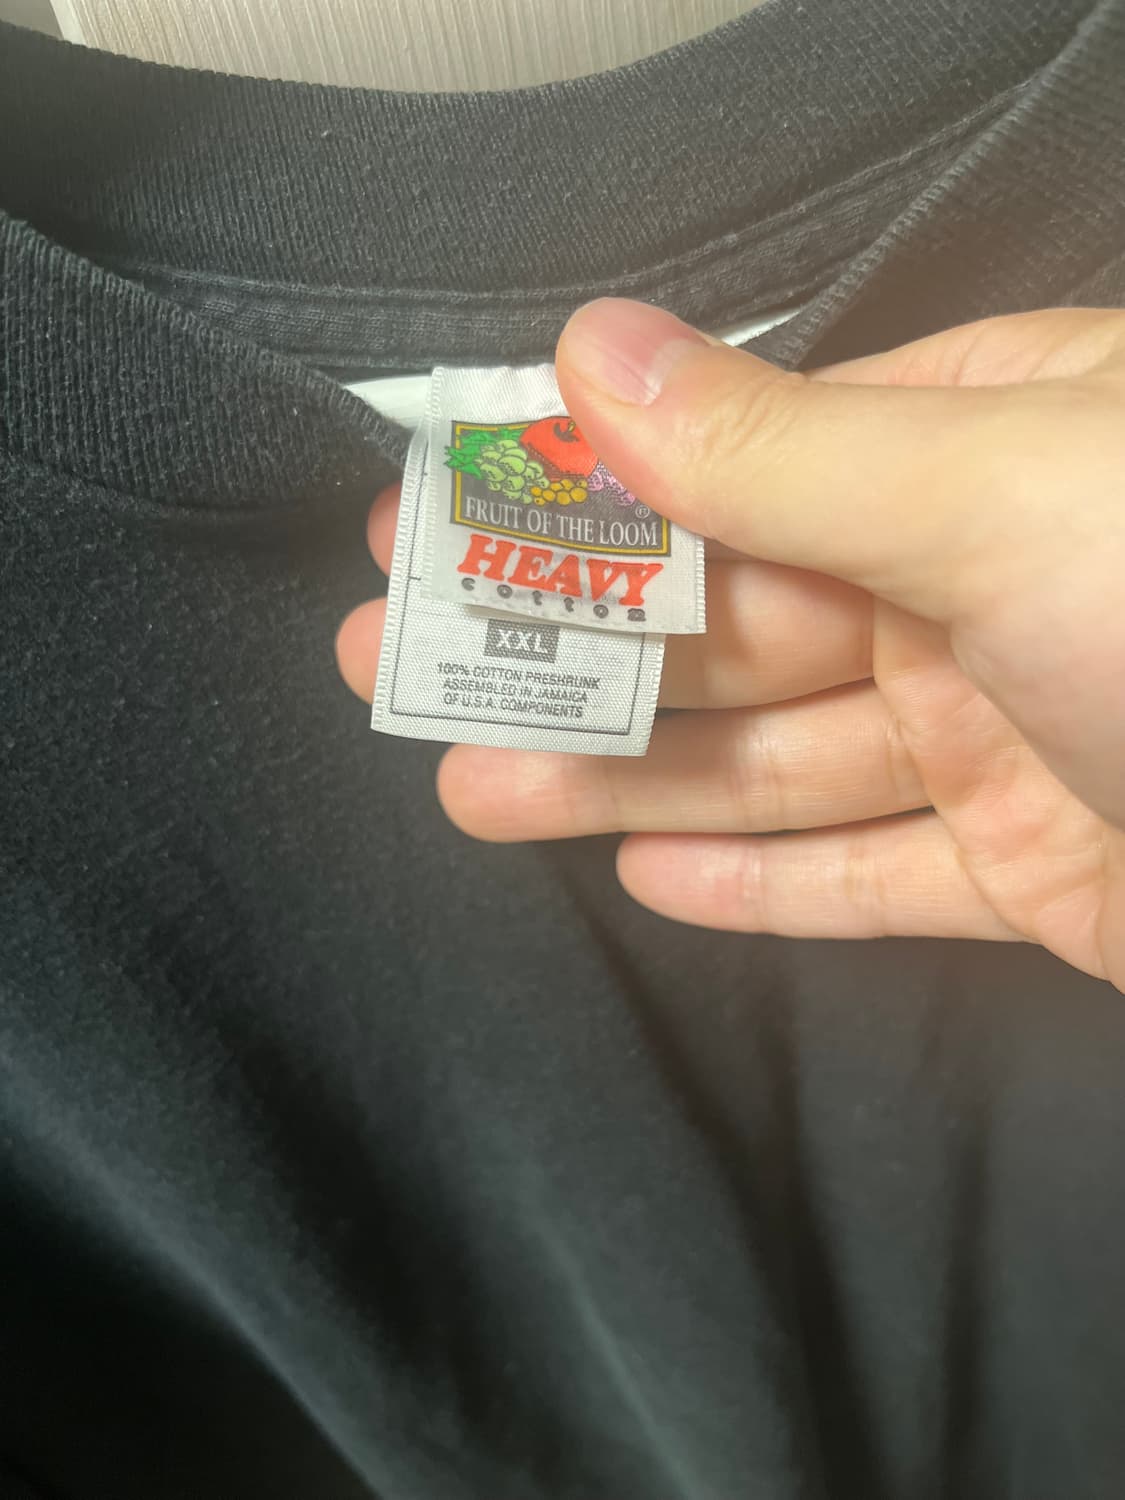 FRUIT OF THE LOOM
®
HEAVY
cotton
XXL
100% COTTON PRESHRUNK
ASSEMBLED IN JAMAICA
OF U.S.A. COMPONENTS